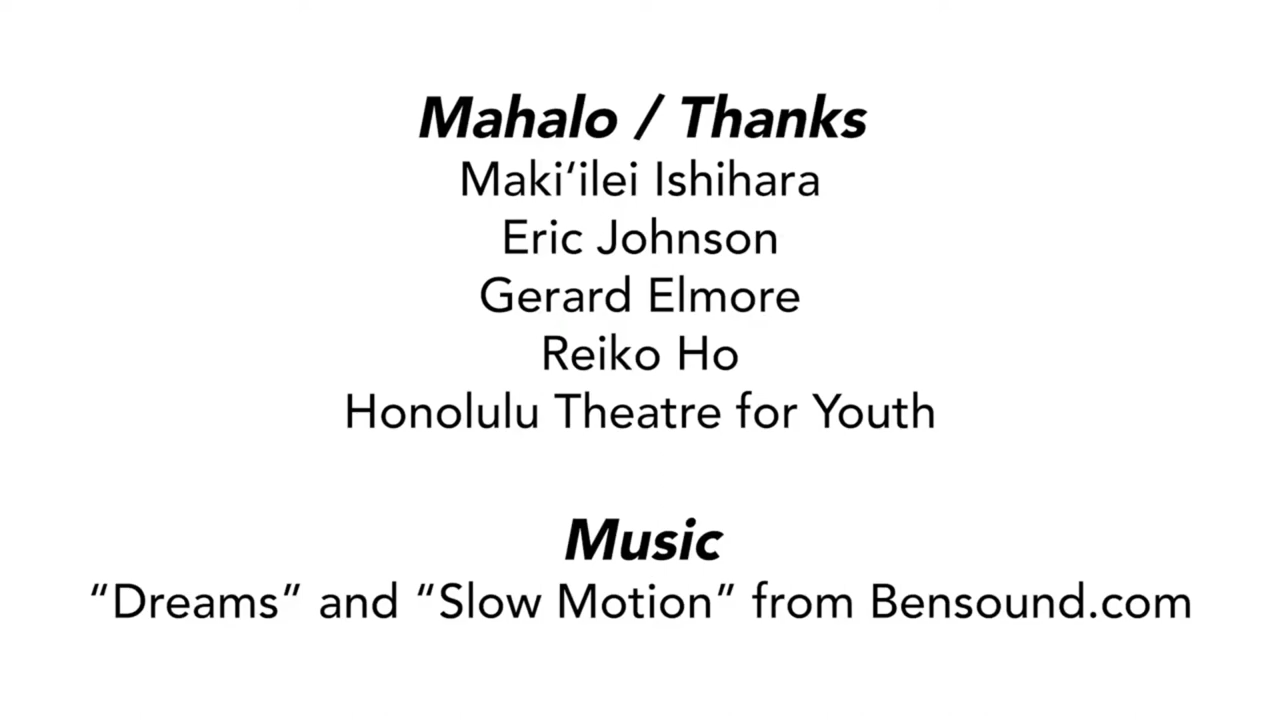 Mahalo / Thanks
Maki‘ilei Ishihara
Eric Johnson
Gerard Elmore
Reiko Ho
Honolulu Theatre for Youth
Music
“Dreams” and “Slow Motion” from Bensound.com